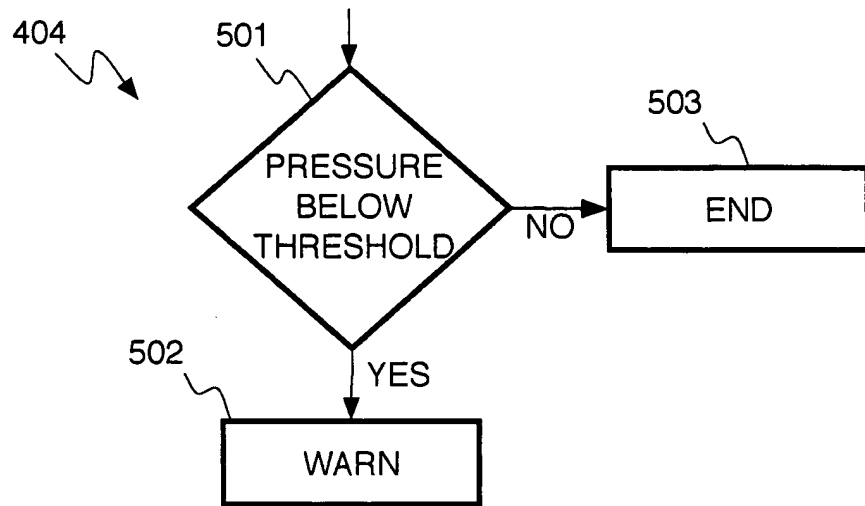 404
501
503
PRESSURE
BELOW
THRESHOLD
NO
END
502
YES
WARN